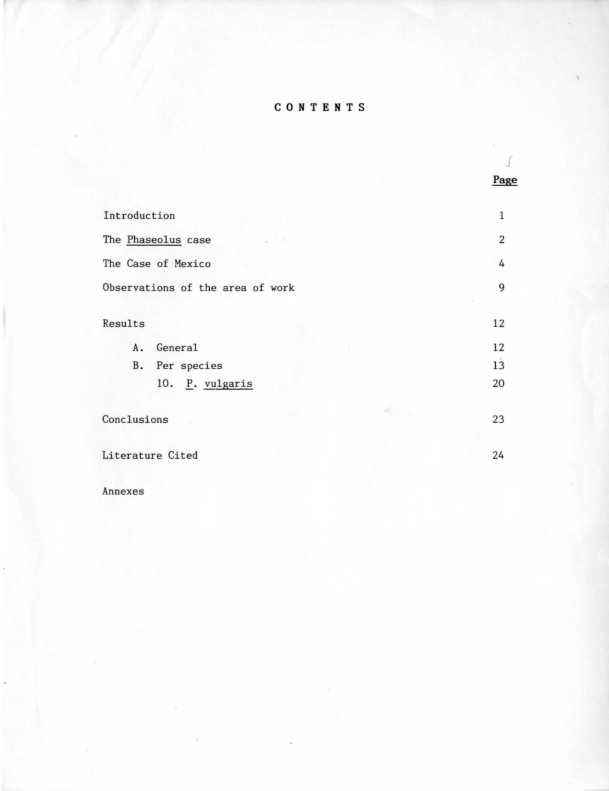 CONTENTS
Page
Introduction 1
The Phaseolus case 2
The Case of Mexico 4
Observations of the area of work 9
Results 12
A. General 12
B. Per species 13
10. P. vulgaris 20
Conclusions 23
Literature Cited 24
Annexes